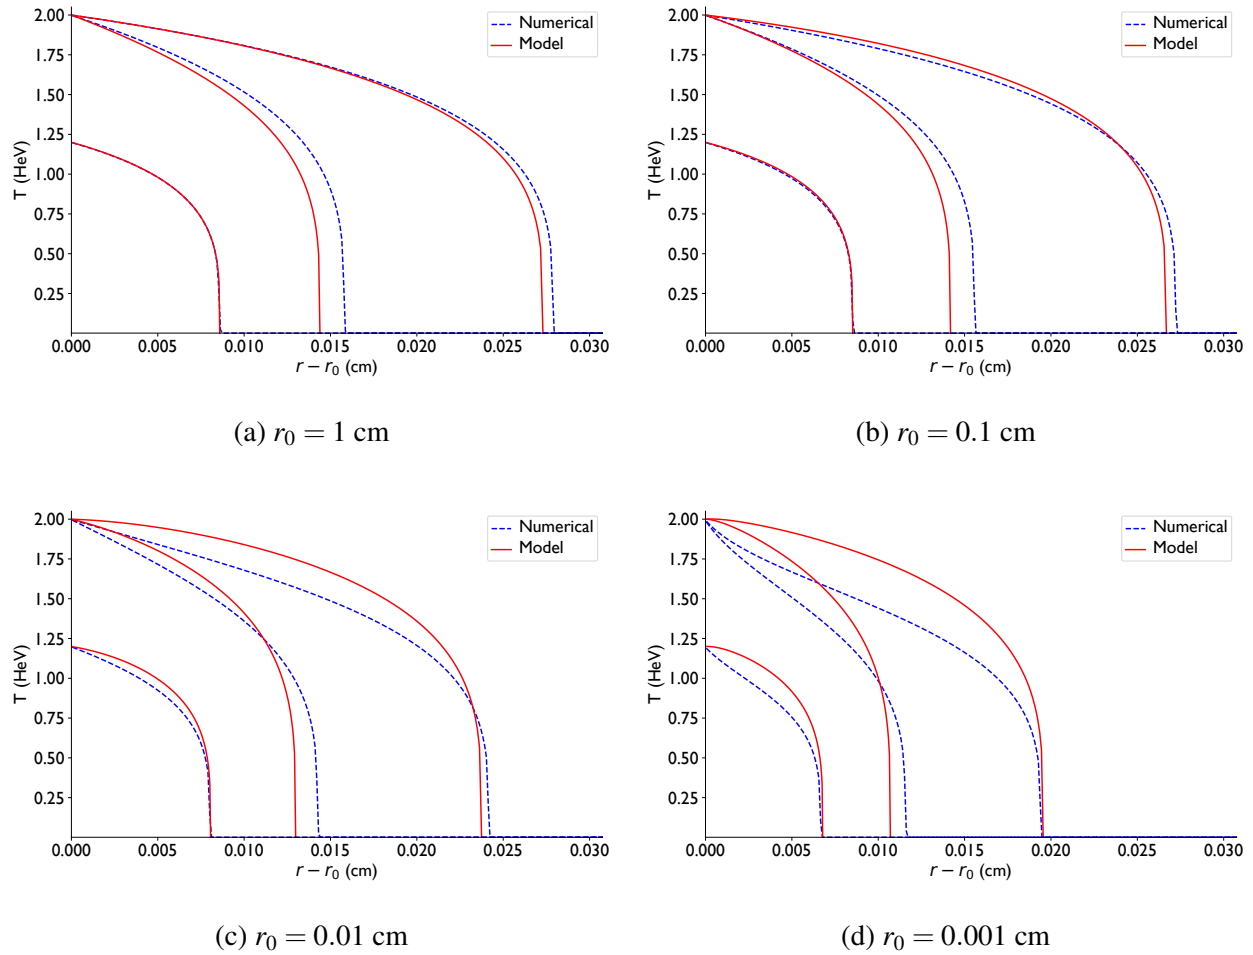 2.00
1.75
1.50
1.25
1.00
0.75
0.50
0.25
T (HeV)
Numerical
Model
0.000 0.005 0.010 0.015 0.020 0.025 0.030
r − r₀ (cm)
(a) r₀ = 1 cm
2.00
1.75
1.50
1.25
1.00
0.75
0.50
0.25
T (HeV)
Numerical
Model
0.000 0.005 0.010 0.015 0.020 0.025 0.030
r − r₀ (cm)
(b) r₀ = 0.1 cm
2.00
1.75
1.50
1.25
1.00
0.75
0.50
0.25
T (HeV)
Numerical
Model
0.000 0.005 0.010 0.015 0.020 0.025 0.030
r − r₀ (cm)
(c) r₀ = 0.01 cm
2.00
1.75
1.50
1.25
1.00
0.75
0.50
0.25
T (HeV)
Numerical
Model
0.000 0.005 0.010 0.015 0.020 0.025 0.030
r − r₀ (cm)
(d) r₀ = 0.001 cm